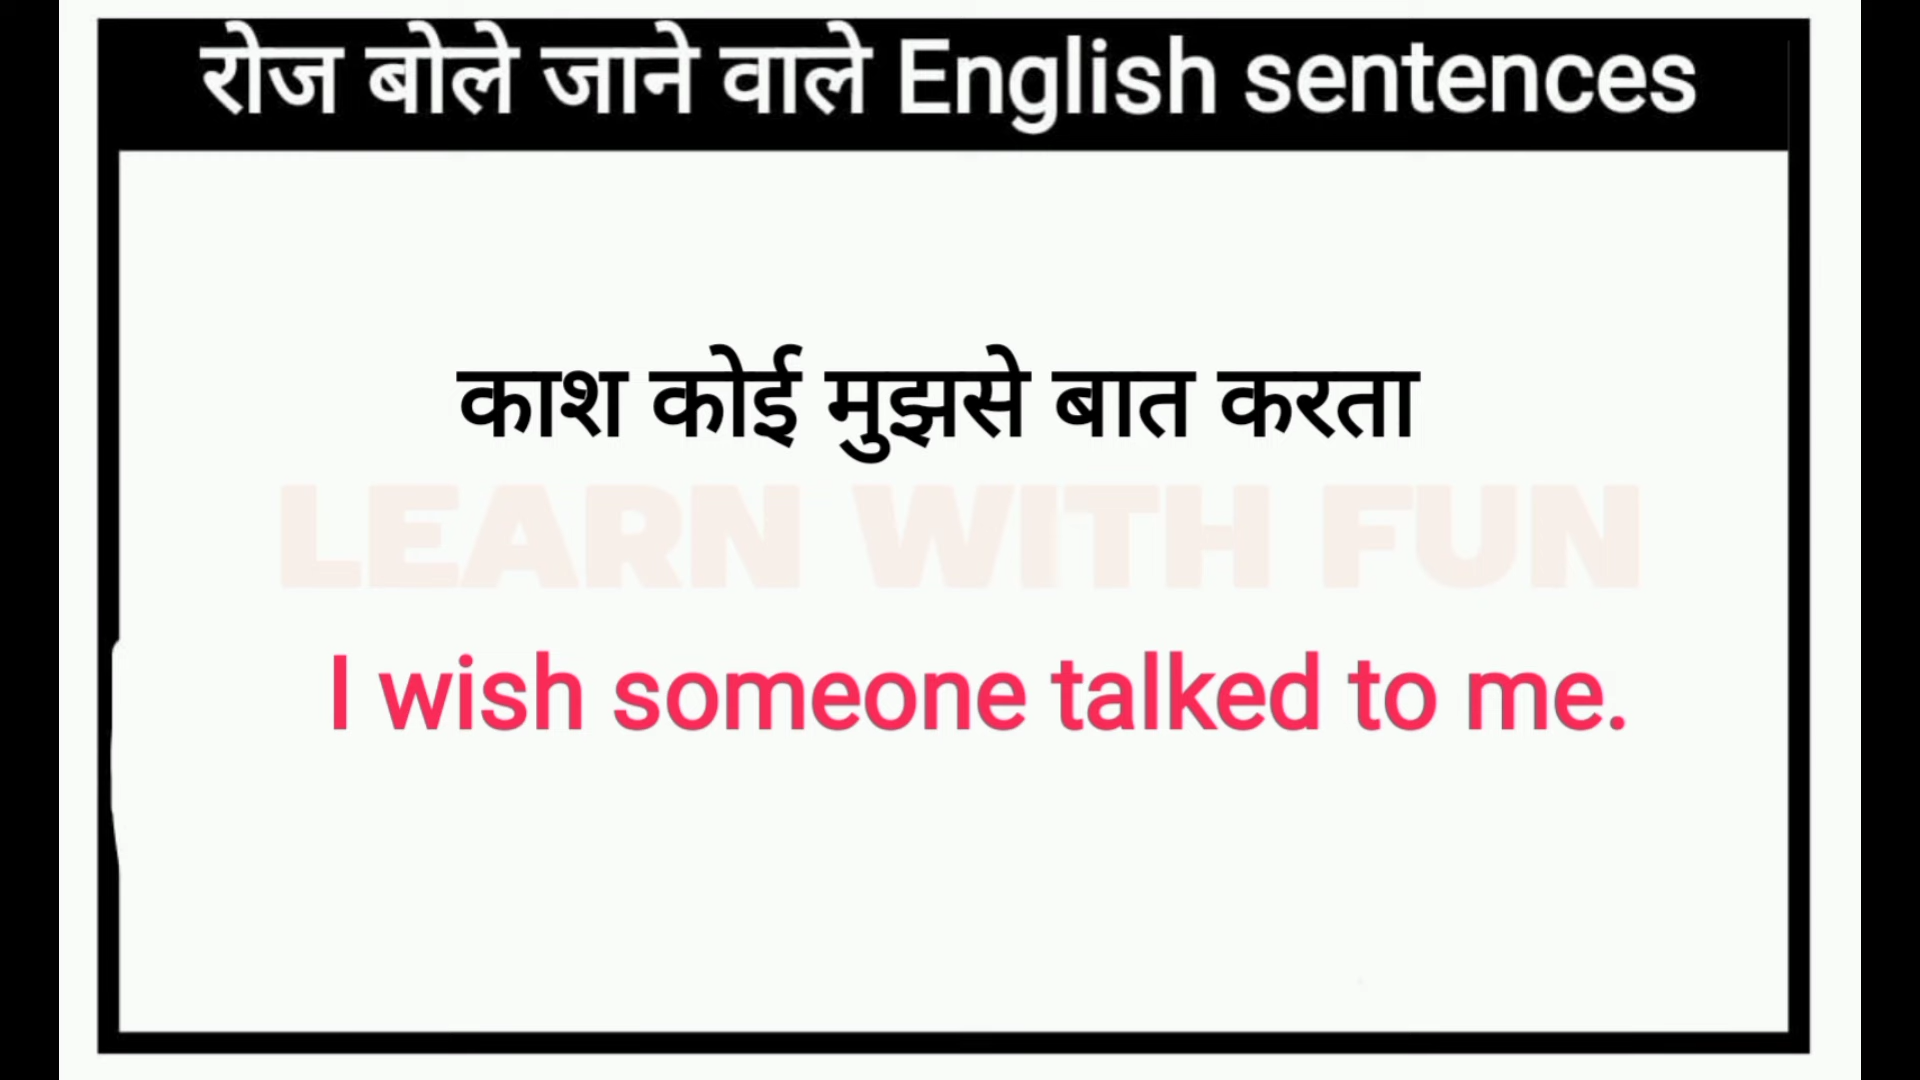 रोज बोले जाने वाले English sentences
काश कोई मुझसे बात करता
LEARN WITH FUN
I wish someone talked to me.